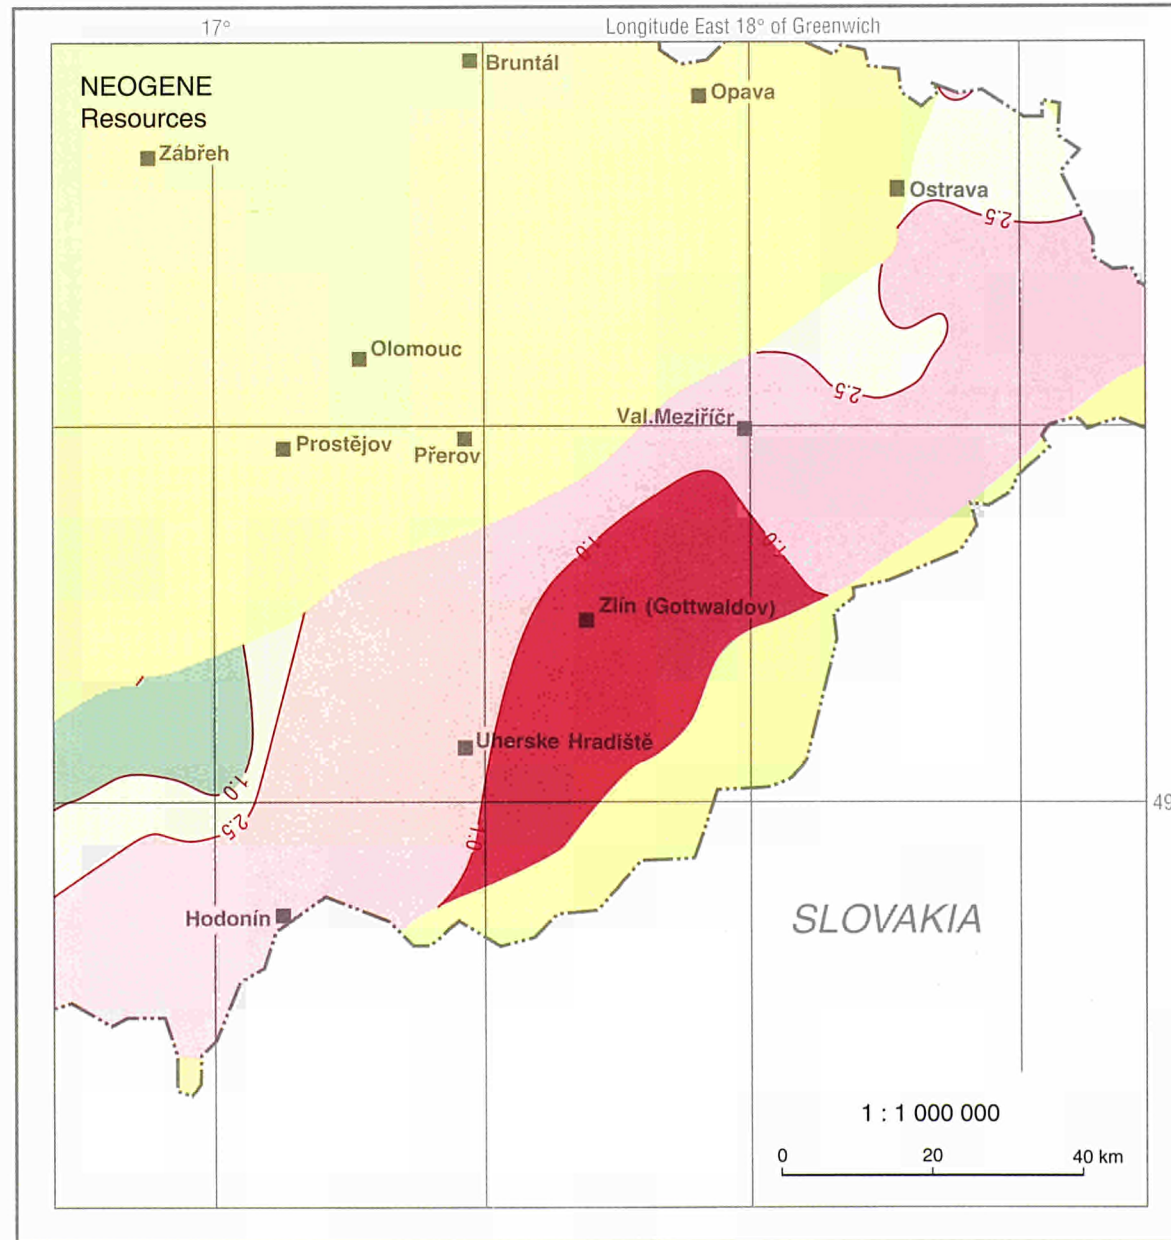 17°
Longitude East 18° of Greenwich
NEOGENE
Resources
Bruntál
Opava
Zábřeh
Ostrava
2.5
Olomouc
2.5
Val.Meziříčr
Prostějov
Přerov
1.0
1.0
Zlín (Gottwaldov)
Uherske Hradiště
1.0
2.5
1.0
49
Hodonín
SLOVAKIA
1 : 1 000 000
0 20 40 km